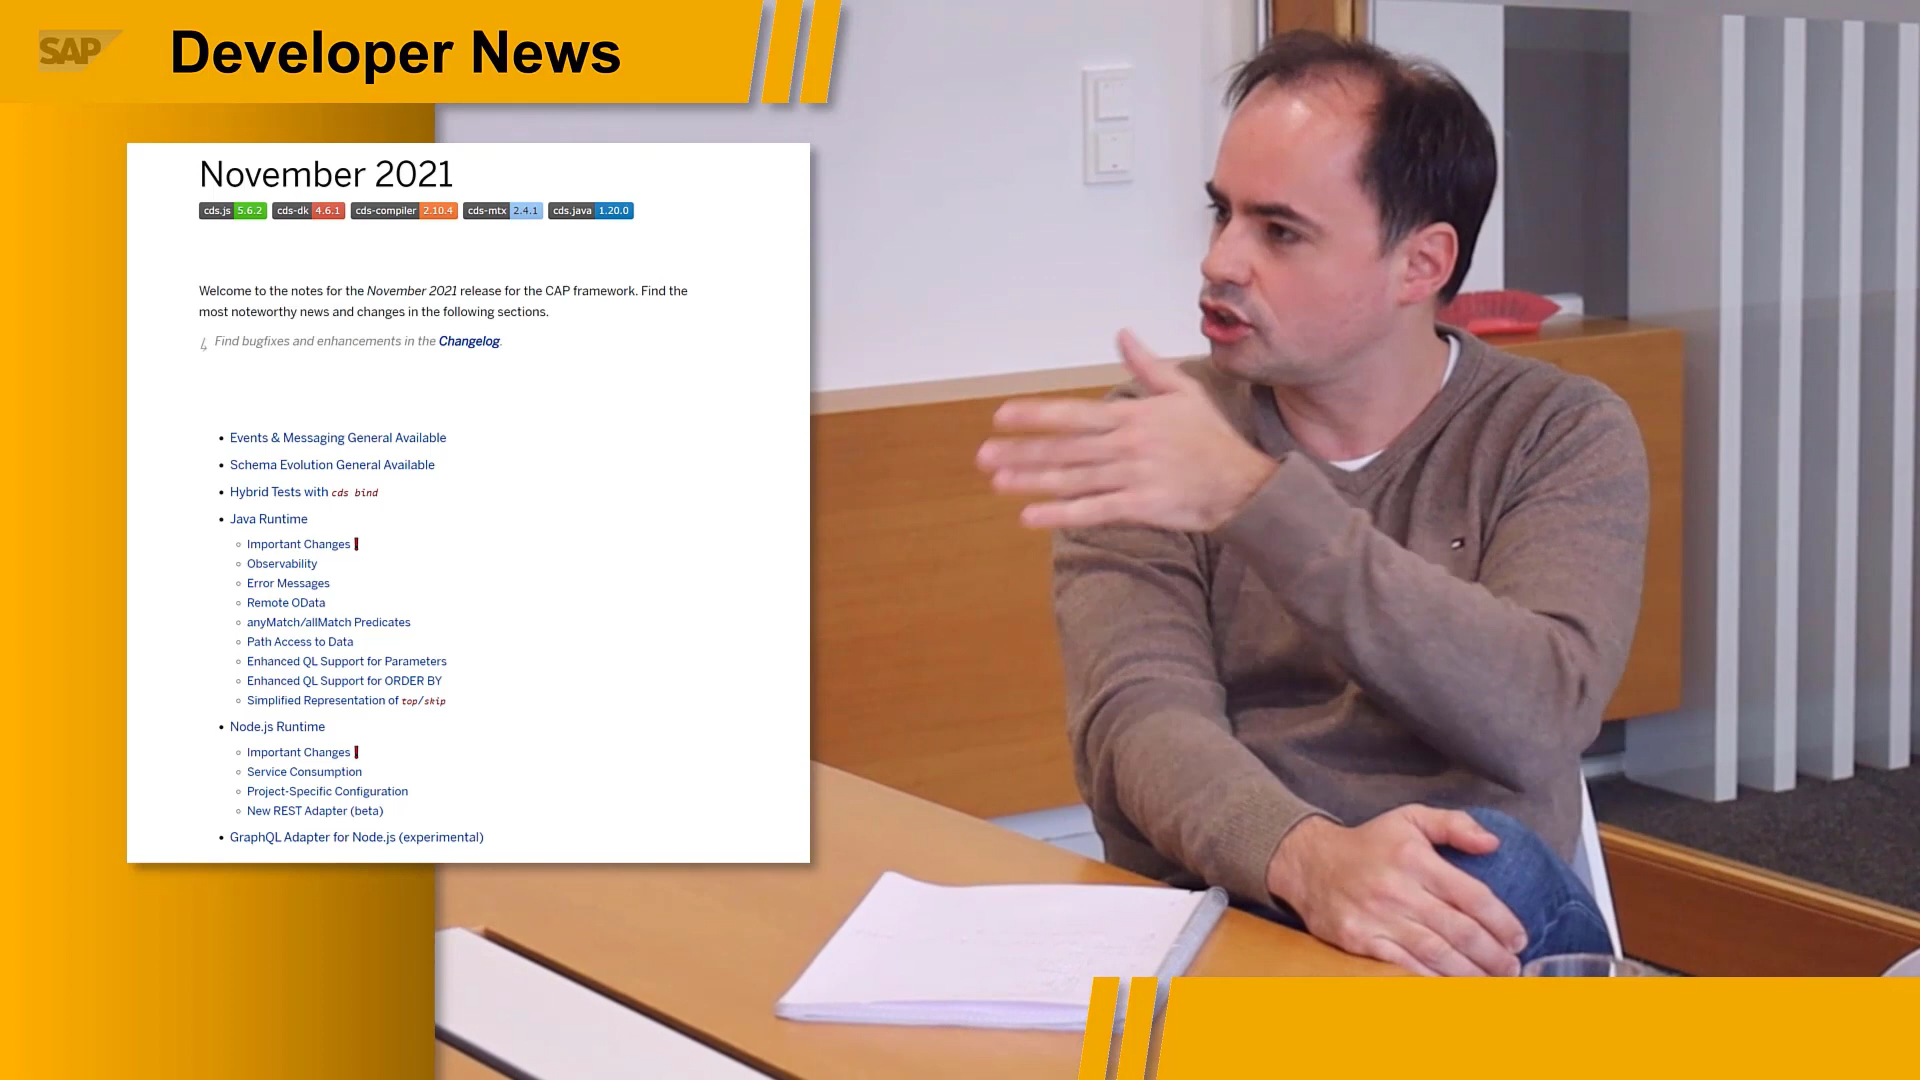 SAP
Developer News
November 2021
cds.js 5.6.2 cds-dk 4.6.1 cds-compiler 2.10.4 cds-mtx 2.4.1 cds.java 1.20.0
Welcome to the notes for the November 2021 release for the CAP framework. Find the
most noteworthy news and changes in the following sections.
Find bugfixes and enhancements in the Changelog.
• Events & Messaging General Available
• Schema Evolution General Available
• Hybrid Tests with cds bind
• Java Runtime
◦ Important Changes !
◦ Observability
◦ Error Messages
◦ Remote OData
◦ anyMatch/allMatch Predicates
◦ Path Access to Data
◦ Enhanced QL Support for Parameters
◦ Enhanced QL Support for ORDER BY
◦ Simplified Representation of top/skip
• Node.js Runtime
◦ Important Changes !
◦ Service Consumption
◦ Project-Specific Configuration
◦ New REST Adapter (beta)
• GraphQL Adapter for Node.js (experimental)